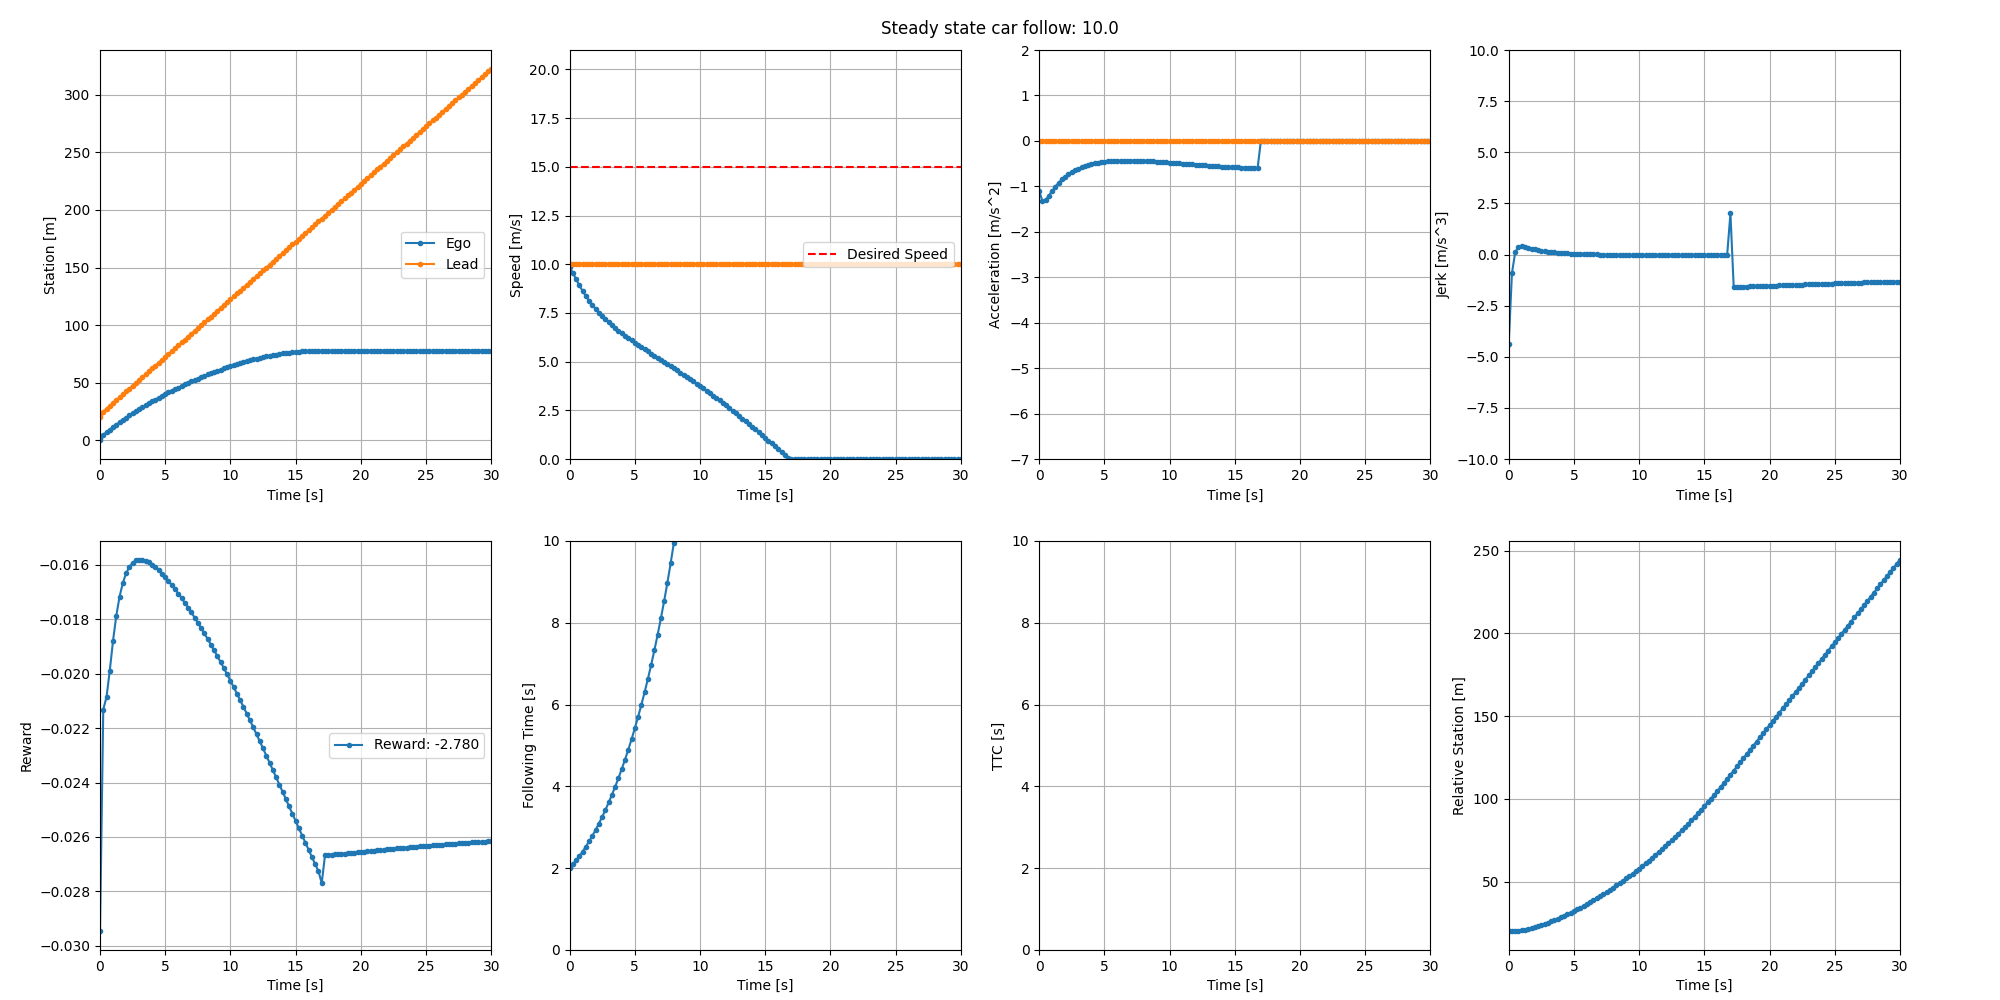 Steady state car follow: 10.0
Station [m]
300
250
200
150
100
50
0
Ego
Lead
0 5 10 15 20 25 30
Time [s]
Speed [m/s]
20.0
17.5
15.0
12.5
10.0
7.5
5.0
2.5
0.0
Desired Speed
0 5 10 15 20 25 30
Time [s]
Acceleration [m/s^2]
2
1
0
−1
−2
−3
−4
−5
−6
−7
0 5 10 15 20 25 30
Time [s]
Jerk [m/s^3]
10.0
7.5
5.0
2.5
0.0
−2.5
−5.0
−7.5
−10.0
0 5 10 15 20 25 30
Time [s]
Reward
−0.016
−0.018
−0.020
−0.022
−0.024
−0.026
−0.028
−0.030
Reward: -2.780
0 5 10 15 20 25 30
Time [s]
Following Time [s]
10
8
6
4
2
0
0 5 10 15 20 25 30
Time [s]
TTC [s]
10
8
6
4
2
0
0 5 10 15 20 25 30
Time [s]
Relative Station [m]
250
200
150
100
50
0 5 10 15 20 25 30
Time [s]